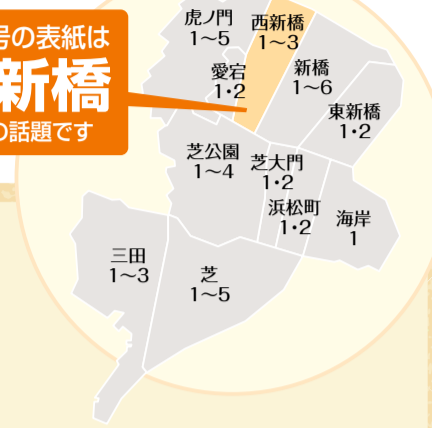 号の表紙は
新橋
の話題です
虎ノ門
1~5
西新橋
1~3
愛宕
1・2
新橋
1~6
東新橋
1・2
芝公園
1~4
芝大門
1・2
浜松町
1・2
海岸
1
三田
1~3
芝
1~5